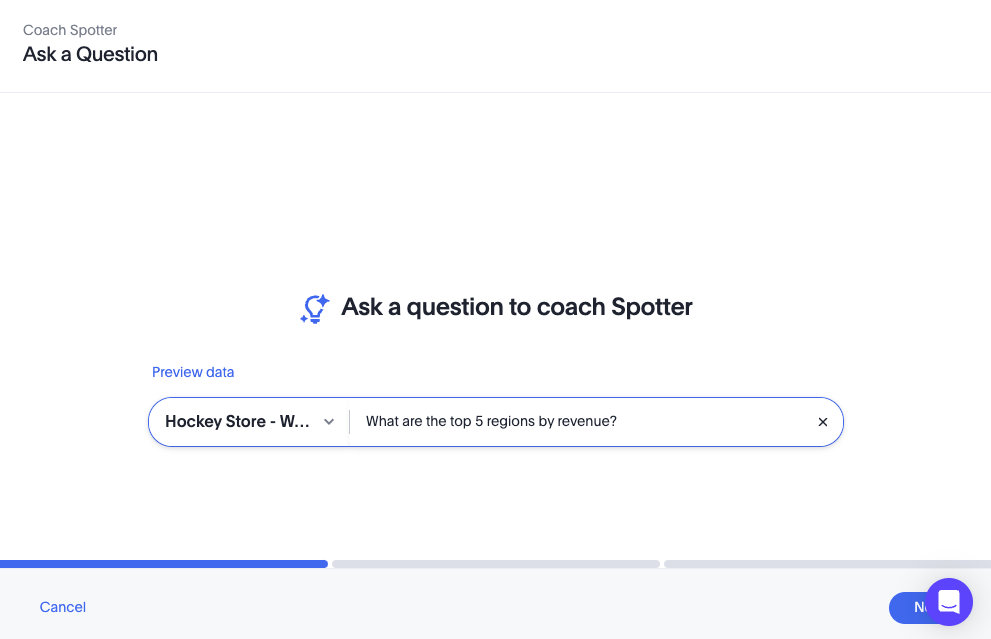 Coach Spotter
Ask a Question
Ask a question to coach Spotter
Preview data
Hockey Store - W...
What are the top 5 regions by revenue?
Cancel